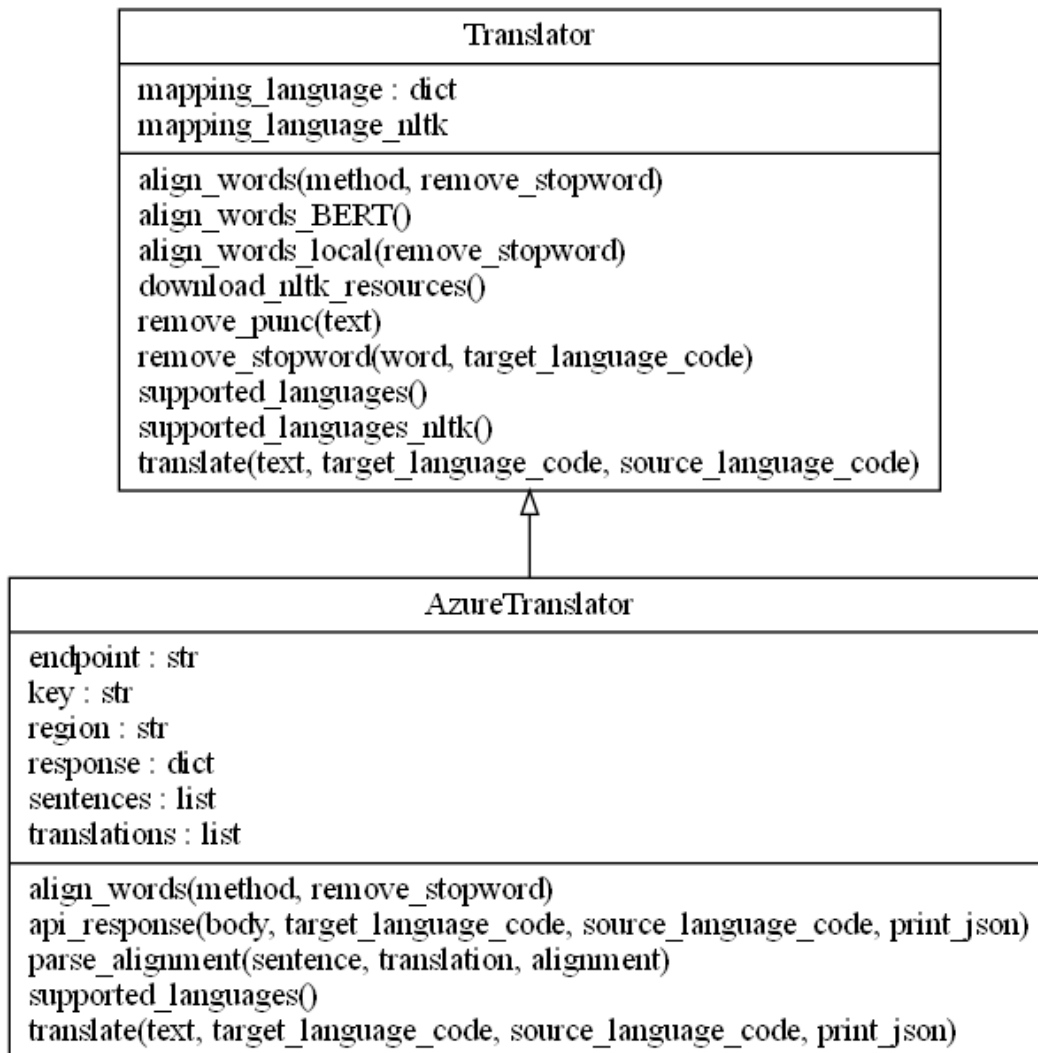 Translator
mapping_language : dict
mapping_language_nltk
align_words(method, remove_stopword)
align_words_BERT()
align_words_local(remove_stopword)
download_nltk_resources()
remove_punc(text)
remove_stopword(word, target_language_code)
supported_languages()
supported_languages_nltk()
translate(text, target_language_code, source_language_code)
AzureTranslator
endpoint : str
key : str
region : str
response : dict
sentences : list
translations : list
align_words(method, remove_stopword)
api_response(body, target_language_code, source_language_code, print_json)
parse_alignment(sentence, translation, alignment)
supported_languages()
translate(text, target_language_code, source_language_code, print_json)